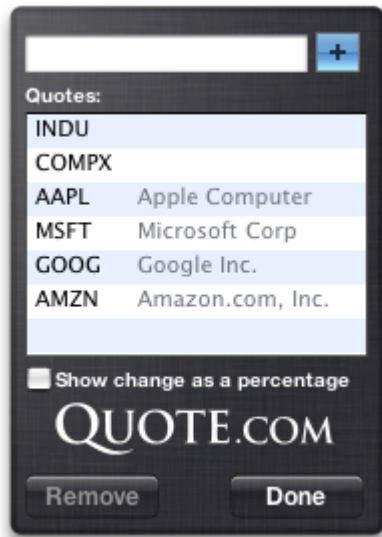 +
Quotes:
INDU
COMPX
AAPL Apple Computer
MSFT Microsoft Corp
GOOG Google Inc.
AMZN Amazon.com, Inc.
Show change as a percentage
QUOTE.COM
Remove Done